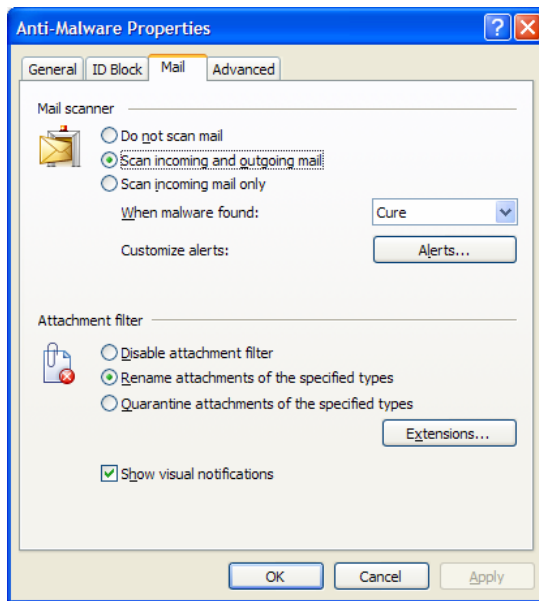 Anti-Malware Properties
General ID Block Mail Advanced
Mail scanner
Do not scan mail
Scan incoming and outgoing mail
Scan incoming mail only
When malware found: Cure
Customize alerts: Alerts...
Attachment filter
Disable attachment filter
Rename attachments of the specified types
Quarantine attachments of the specified types
Extensions...
Show visual notifications
OK Cancel Apply